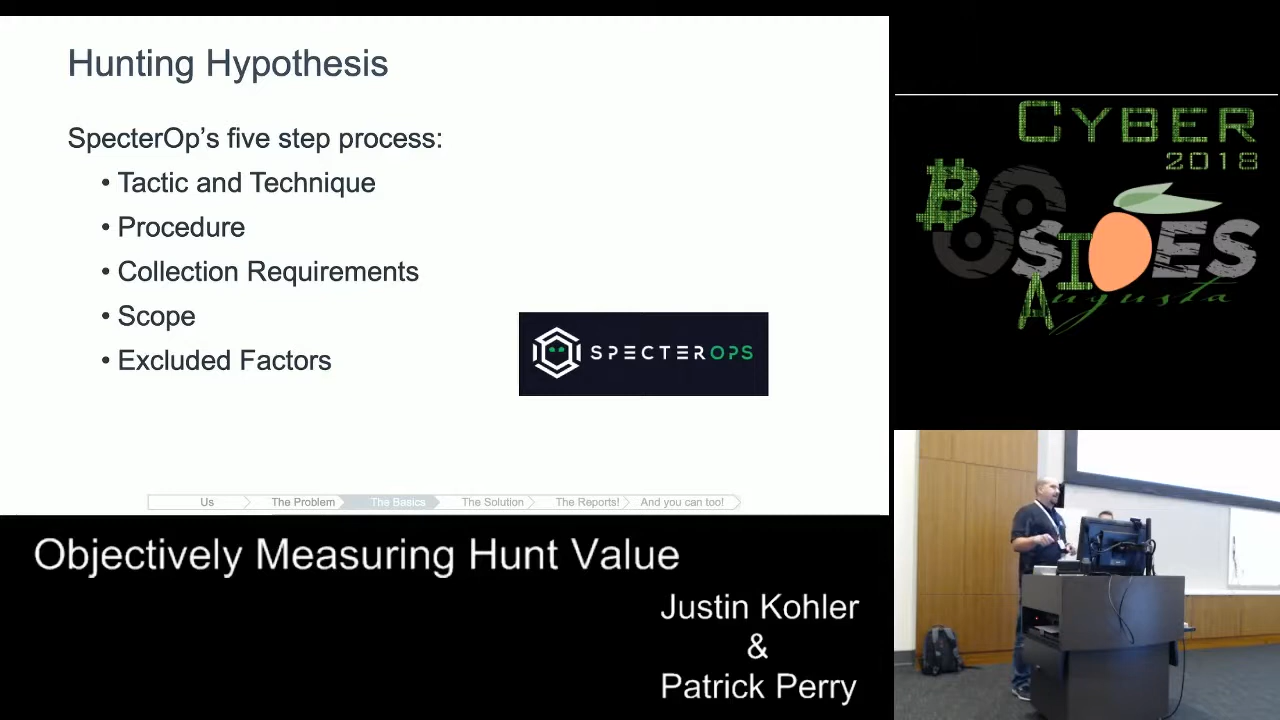 Hunting Hypothesis
SpecterOp's five step process:
• Tactic and Technique
• Procedure
• Collection Requirements
• Scope
• Excluded Factors
SPECTEROPS
Us
The Problem
The Basics
The Solution
The Reports!
And you can too!
Objectively Measuring Hunt Value
Justin Kohler
&
Patrick Perry
CYBER
2018
BSIDES
Augusta